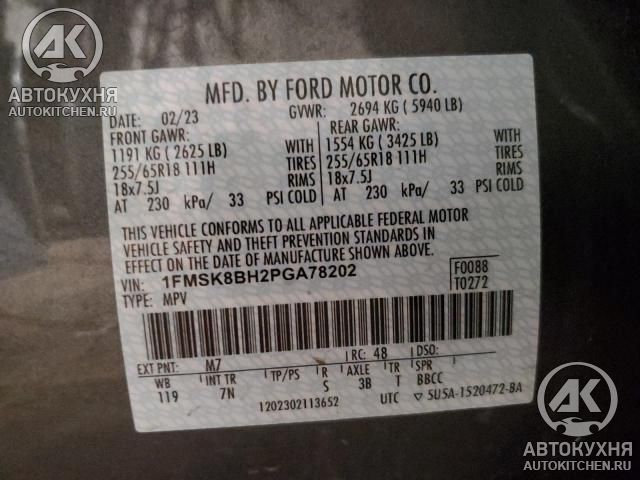 AK
АВТОКУХНЯ
AUTOKITCHEN.RU
MFD. BY FORD MOTOR CO.
DATE: 02/23 GVWR: 2694 KG ( 5940 LB)
FRONT GAWR: REAR GAWR:
1191 KG ( 2625 LB) WITH 1554 KG ( 3425 LB) WITH
255/65R18 111H TIRES 255/65R18 111H TIRES
18x7.5J RIMS 18x7.5J RIMS
AT 230 kPa/ 33 PSI COLD AT 230 kPa/ 33 PSI COLD
THIS VEHICLE CONFORMS TO ALL APPLICABLE FEDERAL MOTOR
VEHICLE SAFETY AND THEFT PREVENTION STANDARDS IN
EFFECT ON THE DATE OF MANUFACTURE SHOWN ABOVE.
VIN: 1FMSK8BH2PGA78202 F0088
TYPE: MPV T0272
EXT PNT: M7 RC: 48 DSO:
WB INT TR TP/PS R AXLE TR SPR
119 7N S 3B T BBCC
1202302113652 UTC ▽ 5U5A-1520472-BA
AK
АВТОКУХНЯ
AUTOKITCHEN.RU